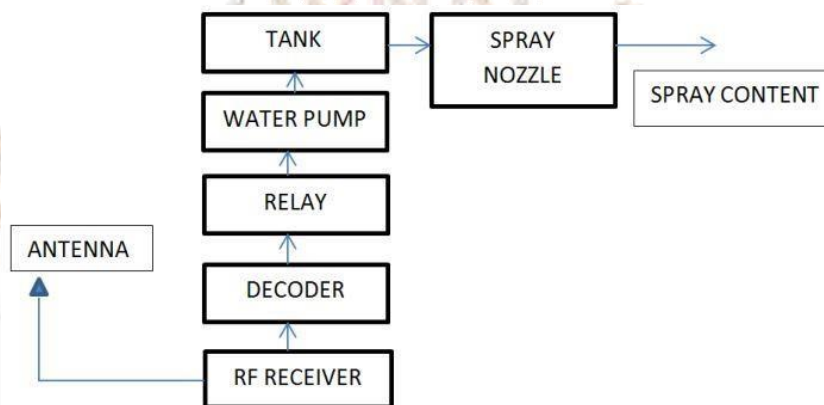 TANK
SPRAY
NOZZLE
SPRAY CONTENT
WATER PUMP
RELAY
ANTENNA
DECODER
RF RECEIVER